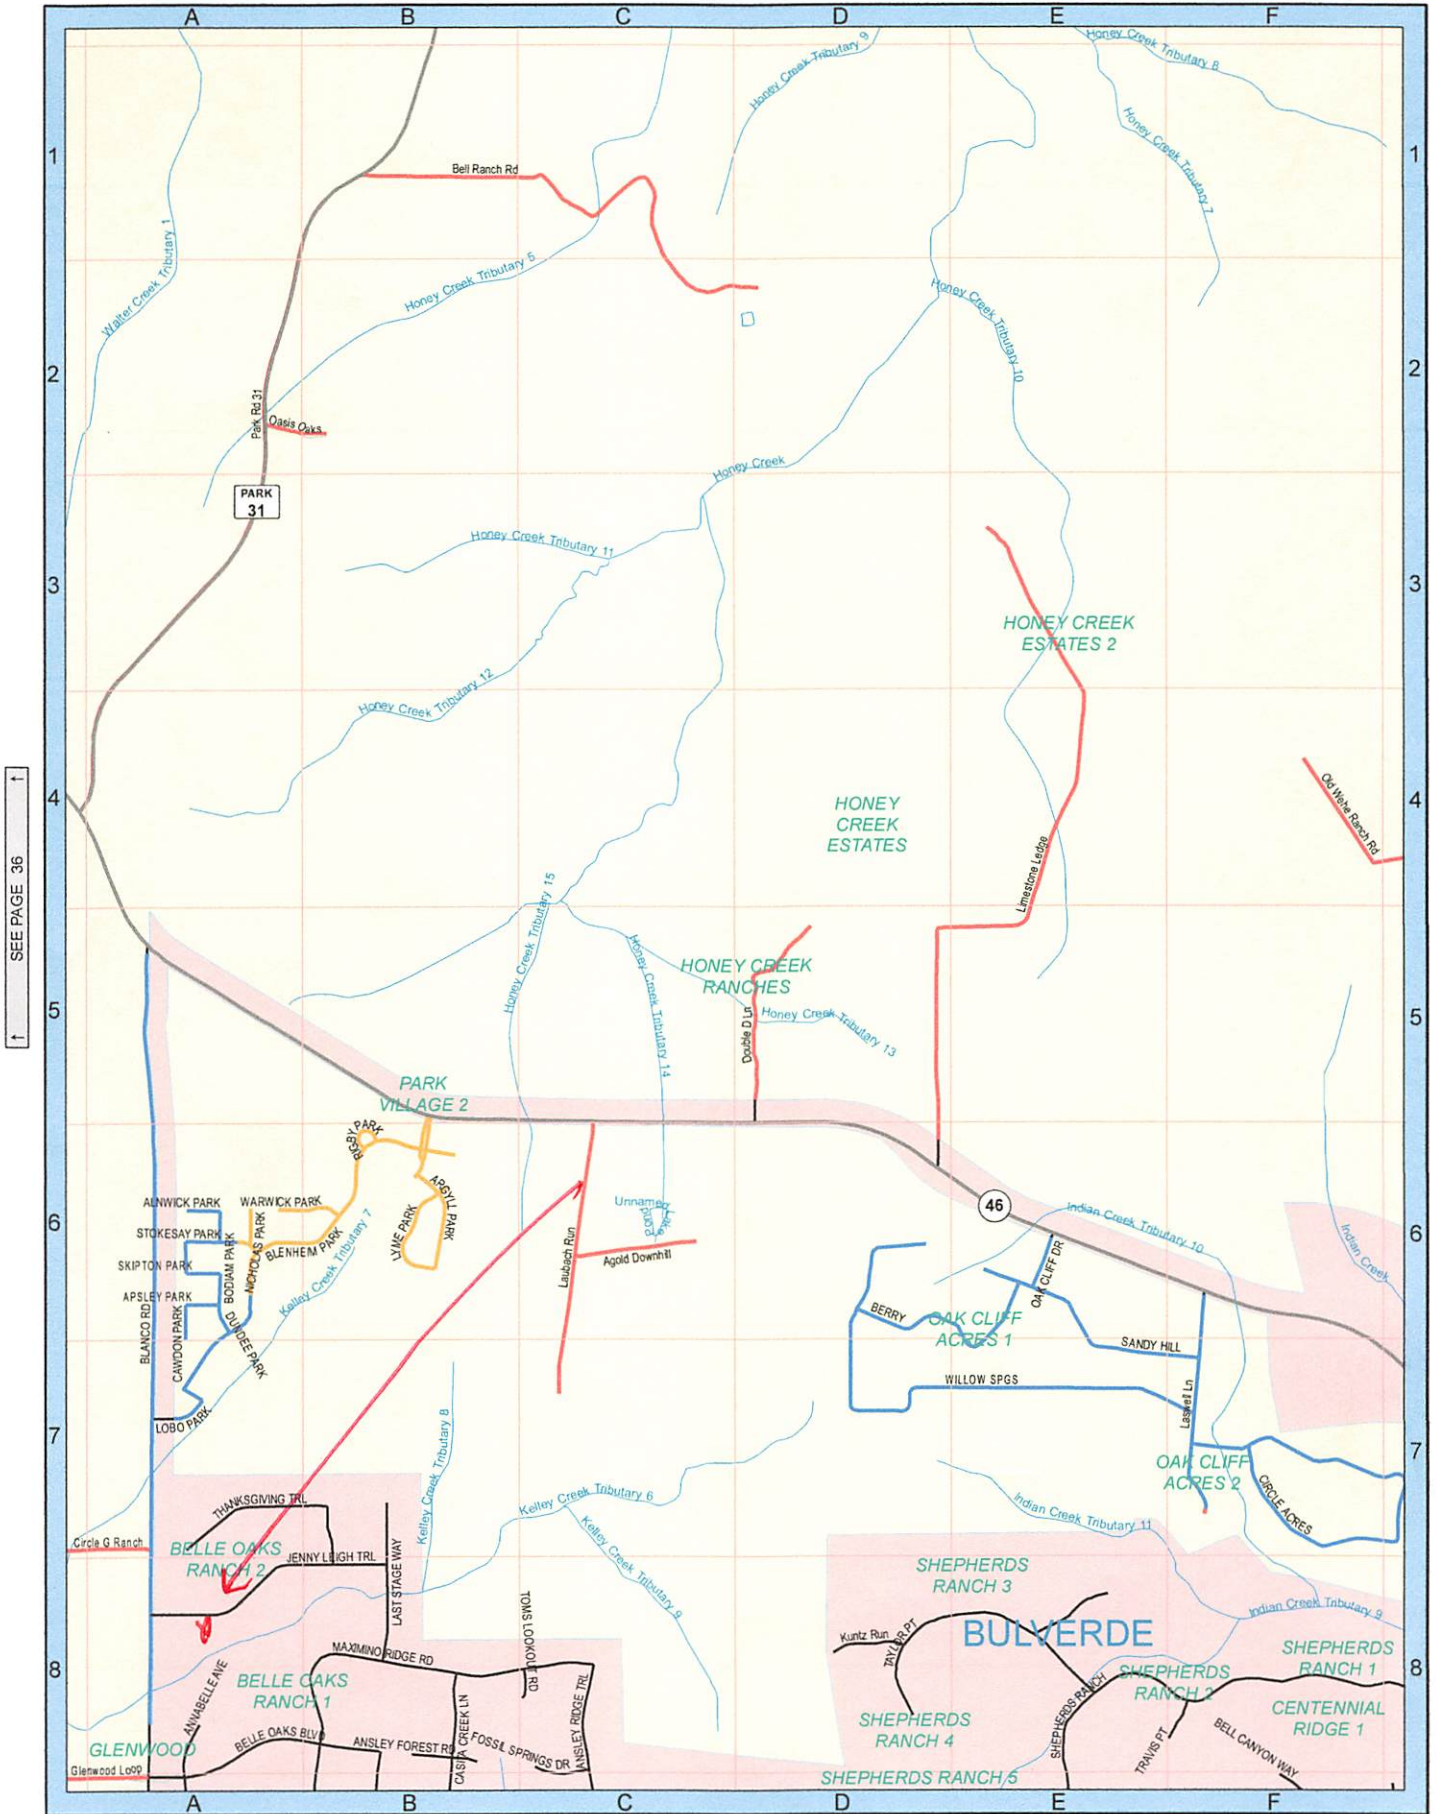 A B C D E F
Honey Creek Tributary 9
Honey Creek Tributary 8
Honey Creek Tributary 7
1 1
Bell Ranch Rd
Walter Creek Tributary 1
Honey Creek Tributary 5
Honey Creek Tributary 10
2 2
Park Rd 31
Oasis Oaks
Honey Creek
PARK
31
Honey Creek Tributary 11
3 3
HONEY CREEK
ESTATES 2
Honey Creek Tributary 12
↑ SEE PAGE 36 ↑
4 4
HONEY
CREEK
ESTATES
Old Wehe Ranch Rd
Limestone Ledge
Honey Creek Tributary 15
Honey Creek Tributary 14
HONEY CREEK
RANCHES
5 5
Double D Ln
Honey Creek Tributary 13
PARK
VILLAGE 2
RIGBY PARK
ARGYLL PARK
LYME PARK
ALNWICK PARK
WARWICK PARK
STOKESAY PARK
BLENHEIM PARK
NICHOLAS PARK
BODIAM PARK
SKIPTON PARK
APSLEY PARK
CAWDON PARK
DUNDEE PARK
BLANCO RD
LOBO PARK
Kelley Creek Tributary 7
6 6
Unnamed
Pond
Lake
Laubach Run
Agold Downhill
46
Indian Creek Tributary 10
Indian Creek
OAK CLIFF DR
BERRY
OAK CLIFF
ACRES 1
SANDY HILL
WILLOW SPGS
Laswell Ln
7 7
OAK CLIFF
ACRES 2
CIRCLE ACRES
Kelley Creek Tributary 8
Kelley Creek Tributary 6
Kelley Creek Tributary 9
Indian Creek Tributary 11
THANKSGIVING TRL
Circle G Ranch
BELLE OAKS
RANCH 2
JENNY LEIGH TRL
LAST STAGE WAY
TOMS LOOKOUT RD
SHEPHERDS
RANCH 3
Indian Creek Tributary 9
Kuntz Run
TAYLOR PT
BULVERDE
8 8
MAXIMINO RIDGE RD
BELLE OAKS
RANCH 1
ANNABELLE AVE
CASITA CREEK LN
ANSLEY RIDGE TRL
SHEPHERDS
RANCH 1
SHEPHERDS
RANCH 2
SHEPHERDS RANCH
CENTENNIAL
RIDGE 1
SHEPHERDS
RANCH 4
TRAVIS PT
BELL CANYON WAY
GLENWOOD
BELLE OAKS BLVD
ANSLEY FOREST RD
FOSSIL SPRINGS DR
Glenwood Loop
SHEPHERDS RANCH 5
A B C D E F